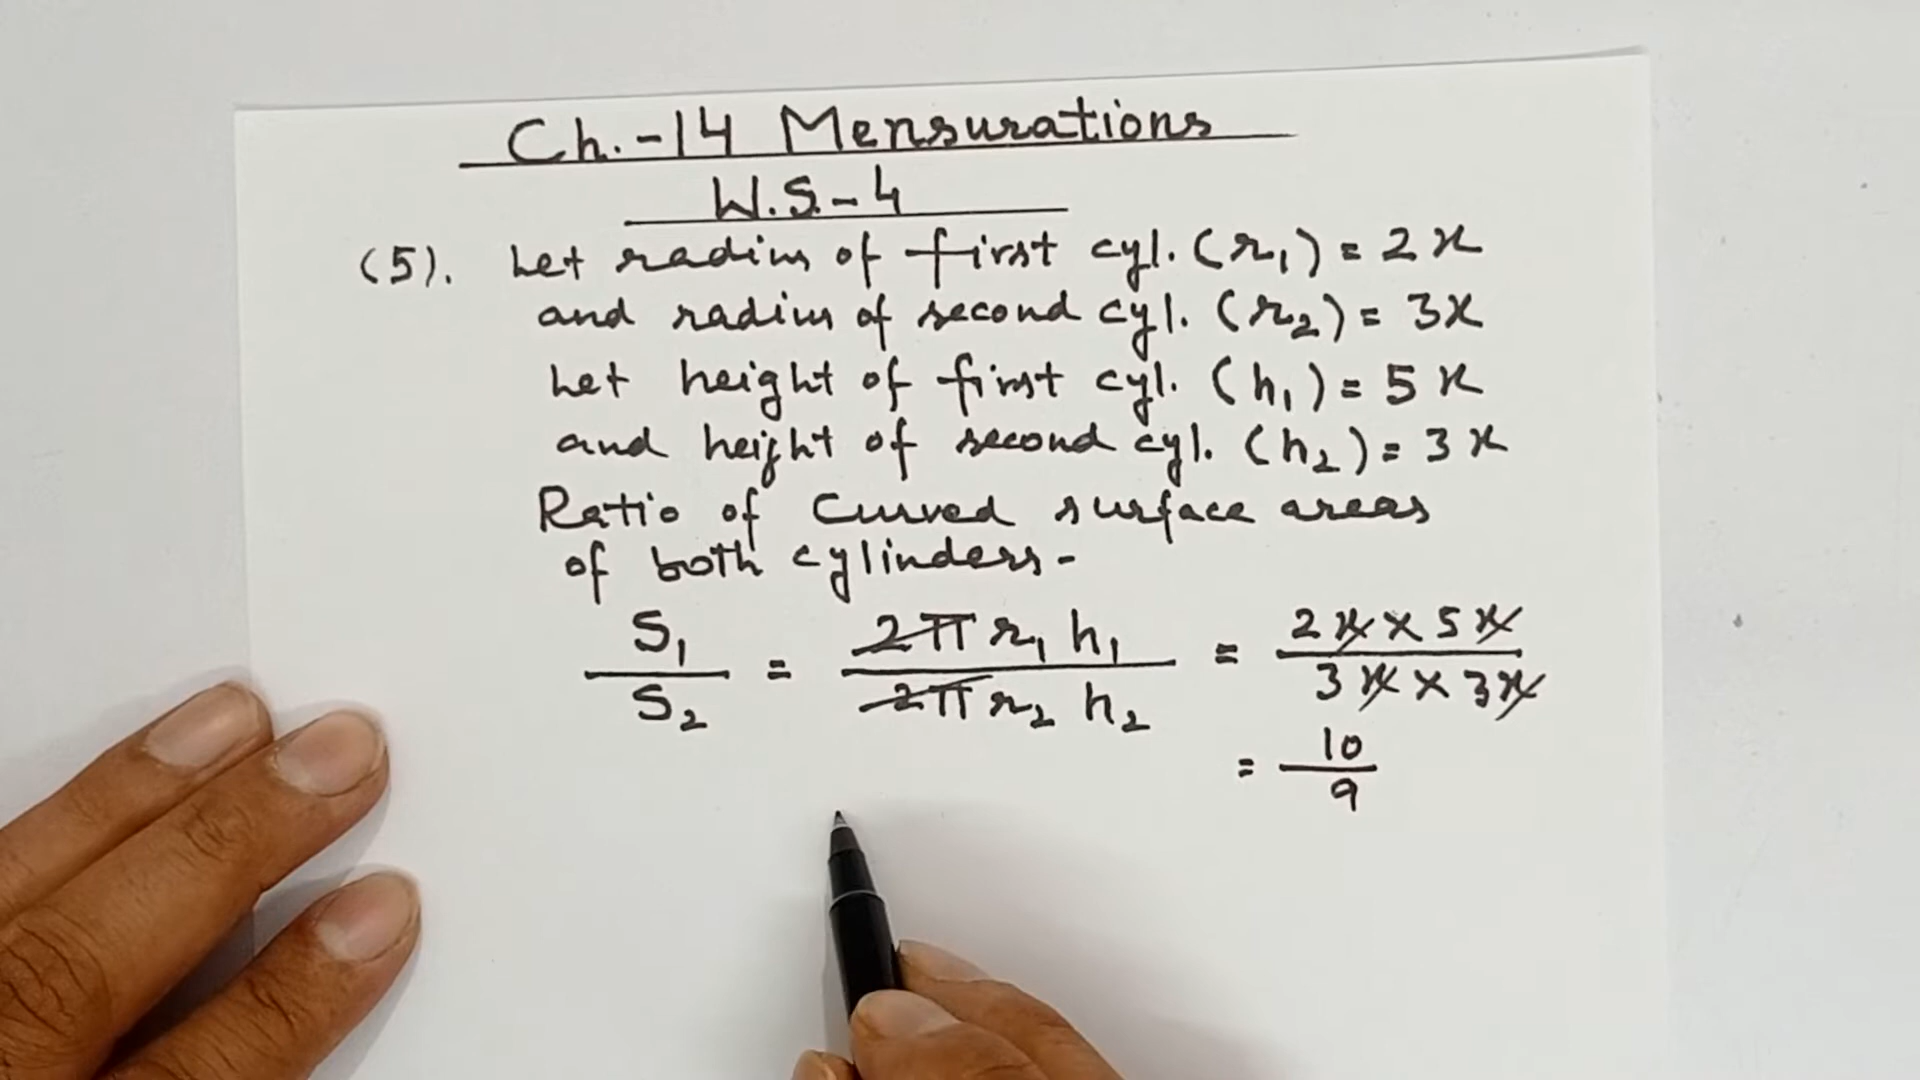 Ch.-14 Mensurations
W.S.-4
(5). Let radius of first cyl. (r₁) = 2x
and radius of second cyl. (r₂) = 3x
Let height of first cyl. (h₁) = 5x
and height of second cyl. (h₂) = 3x
Ratio of Curved surface areas
of both cylinders-
S₁/S₂ = 2πr₁h₁/2πr₂h₂ = 2x × 5x/3x × 3x
= 10/9